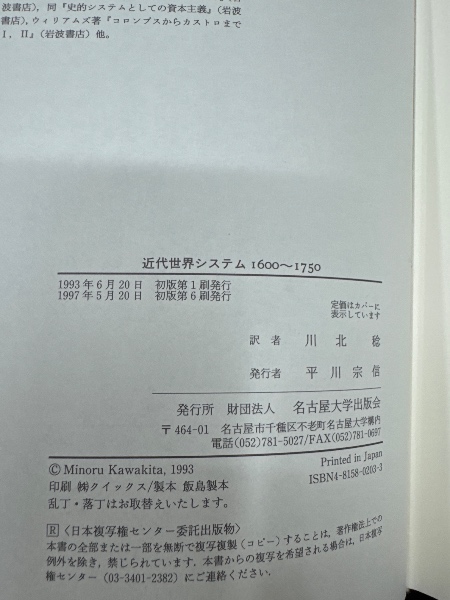 波書店), 同『史的システムとしての資本主義』(岩波
書店), ウィリアムズ著『コロンブスからカストロまで
I, II』(岩波書店) 他。
近代世界システム 1600〜1750
1993年6月20日 初版第1刷発行
1997年5月20日 初版第6刷発行
定価はカバーに
表示しています
訳者 川北 稔
発行者 平川宗信
発行所 財団法人 名古屋大学出版会
〒464-01 名古屋市千種区不老町名古屋大学構内
電話(052)781-5027/FAX(052)781-0697
© Minoru Kawakita, 1993
Printed in Japan
印刷 ㈱クイックス/製本 飯島製本
ISBN4-8158-0203-3
乱丁・落丁はお取替えいたします。
R〈日本複写権センター委託出版物〉
本書の全部または一部を無断で複写複製(コピー)することは, 著作権法上での
例外を除き, 禁じられています. 本書からの複写を希望される場合は, 日本複写
権センター (03-3401-2382) にご連絡ください.